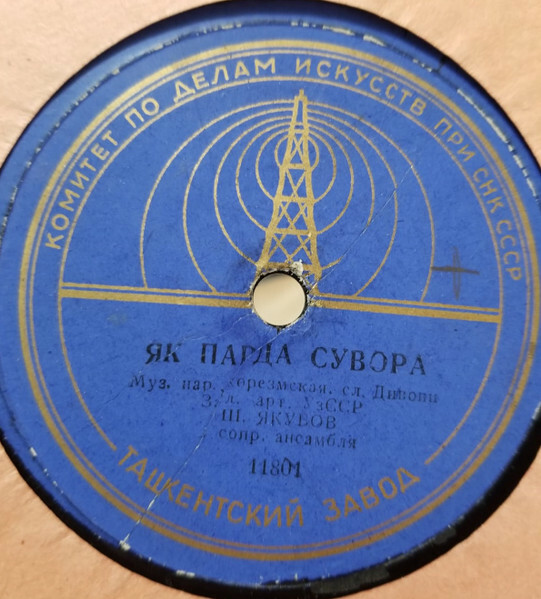 КОМИТЕТ ПО ДЕЛАМ ИСКУССТВ ПРИ СНК СССР
ЯК ПАРДА СУВОРА
Муз. нар. хорезмская. сл.
арт. УзССР
Ш. ЯКУБОВ
сопр. ансамбля
11801
ТАШКЕНТСКИЙ ЗАВОД